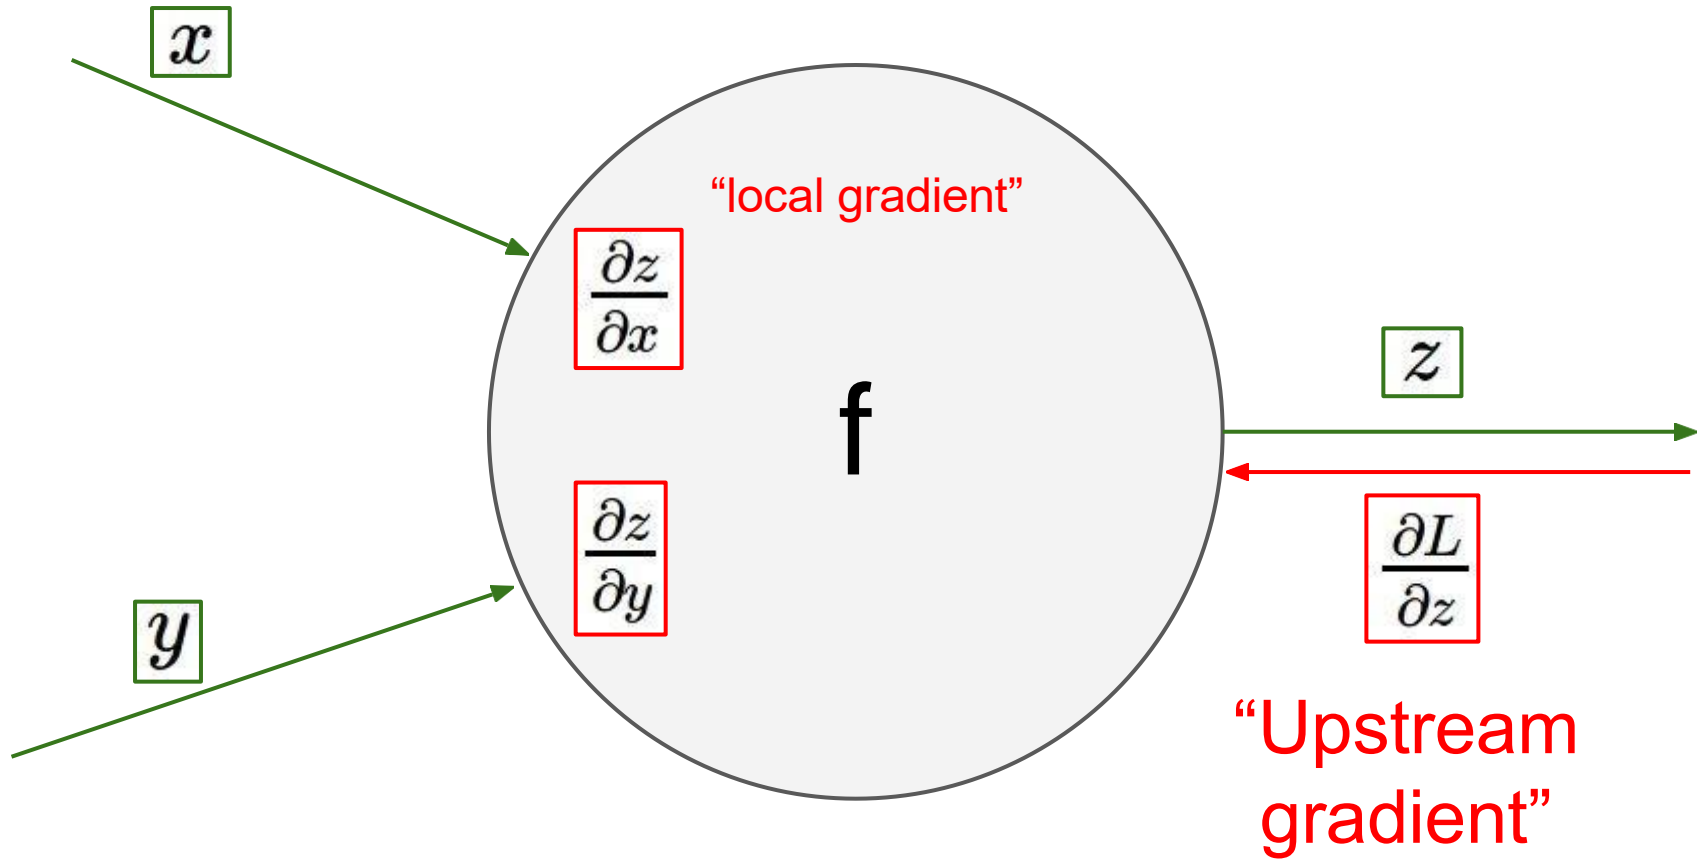 x
“local gradient”
∂z
∂x
f
z
∂z
∂y
∂L
∂z
y
“Upstream
gradient”